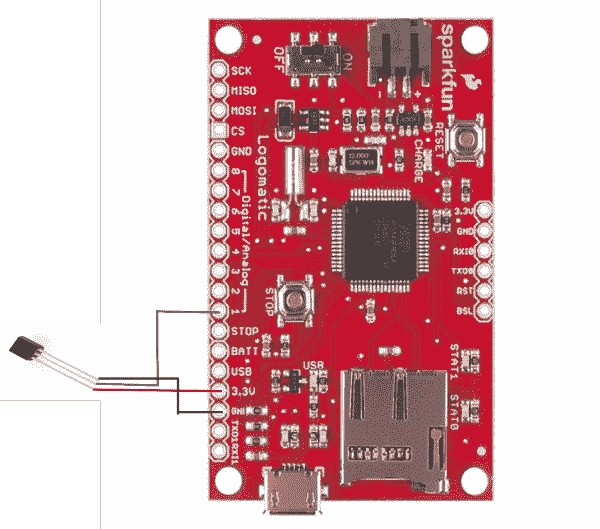 OFF
ON
sparkfun
SCK
MISO
MOSI
CS
GND
8
7
6
5
4
3
2
1
Digital/Analog
Logomatic
STOP
BATT
USB
3.3V
GND
TXD1
RXI1
STOP
12.000
CHARGE
RESET
3.3V
GND
RXI0
TXO0
RST
BSL
USB
STAT1
STAT0
- +